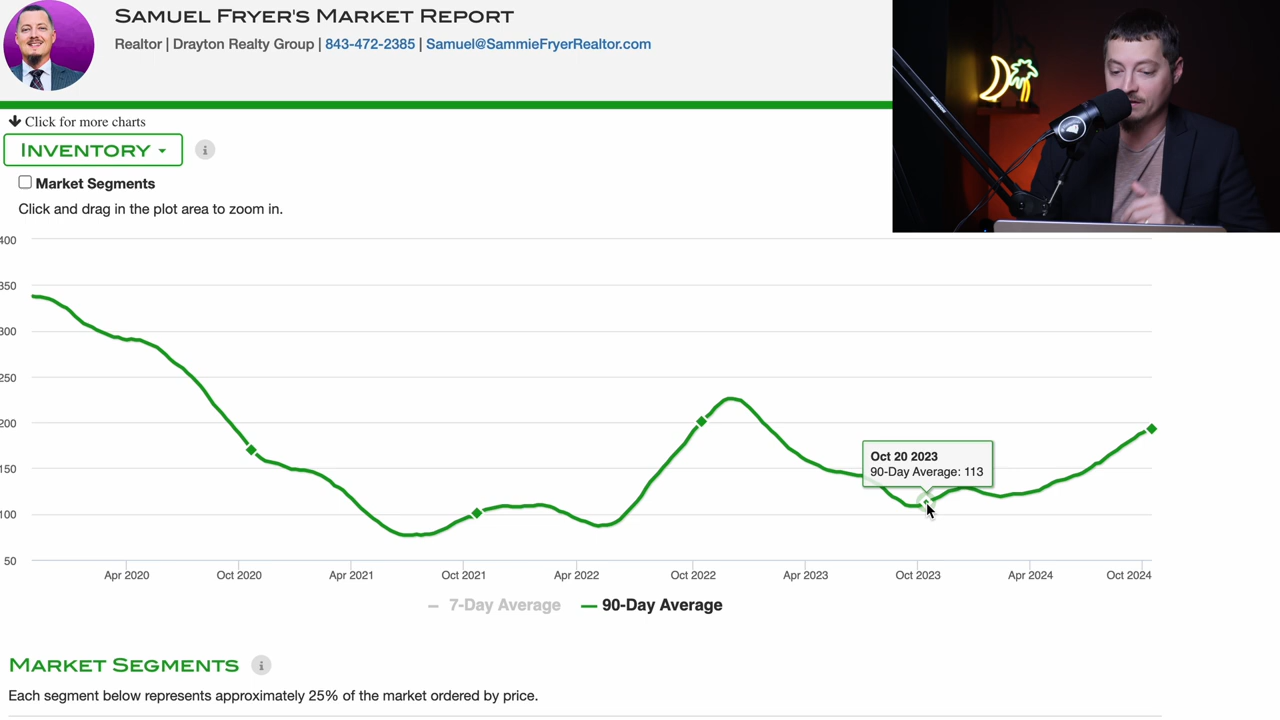 SAMUEL FRYER'S MARKET REPORT
Realtor | Drayton Realty Group | 843-472-2385 | Samuel@SammieFryerRealtor.com
Click for more charts
INVENTORY
Market Segments
Click and drag in the plot area to zoom in.
400
350
300
250
200
150
100
50
Oct 20 2023
90-Day Average: 113
Apr 2020
Oct 2020
Apr 2021
Oct 2021
Apr 2022
Oct 2022
Apr 2023
Oct 2023
Apr 2024
Oct 2024
7-Day Average
90-Day Average
MARKET SEGMENTS
Each segment below represents approximately 25% of the market ordered by price.